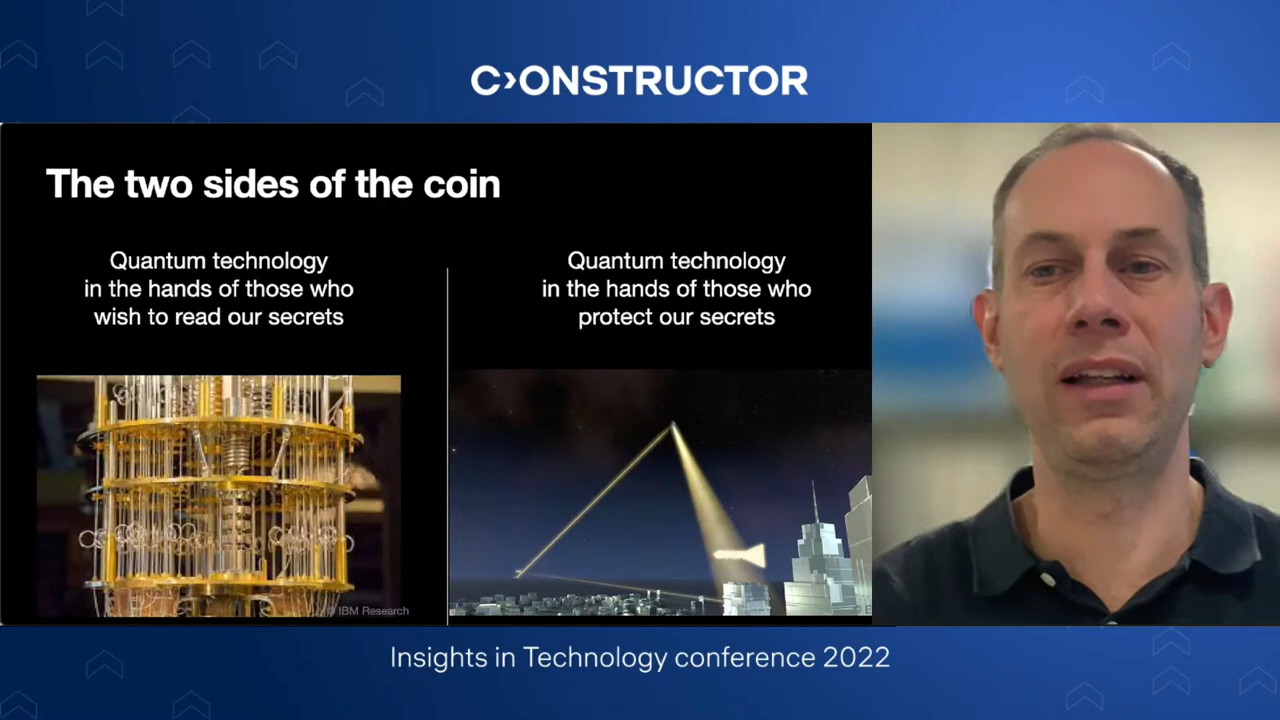 C›ONSTRUCTOR
The two sides of the coin
Quantum technology
in the hands of those who
wish to read our secrets
Quantum technology
in the hands of those who
protect our secrets
© IBM Research
Insights in Technology conference 2022